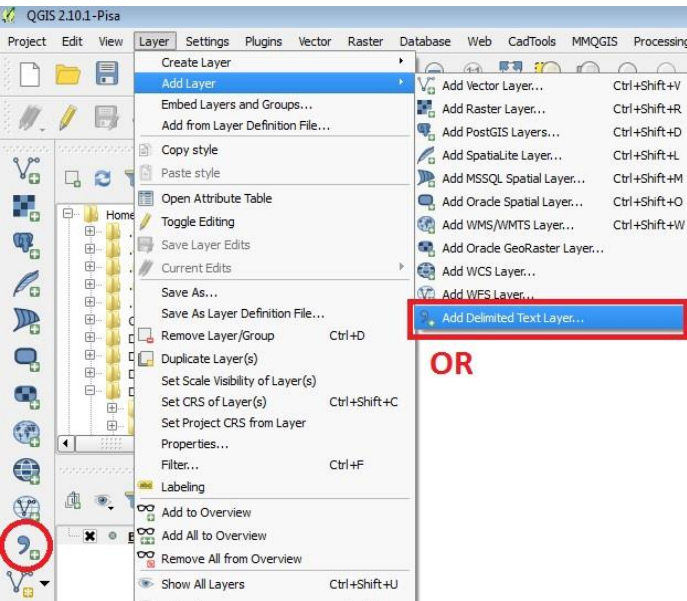 QGIS 2.10.1-Pisa
Project Edit View Layer Settings Plugins Vector Raster Database Web CadTools MMQGIS Processing
Create Layer
Add Layer
Embed Layers and Groups...
Add from Layer Definition File...
Copy style
Paste style
Open Attribute Table
Toggle Editing
Save Layer Edits
Current Edits
Save As...
Save As Layer Definition File...
Remove Layer/Group Ctrl+D
Duplicate Layer(s)
Set Scale Visibility of Layer(s)
Set CRS of Layer(s) Ctrl+Shift+C
Set Project CRS from Layer
Properties...
Filter... Ctrl+F
Labeling
Add to Overview
Add All to Overview
Remove All from Overview
Show All Layers Ctrl+Shift+U
Add Vector Layer... Ctrl+Shift+V
Add Raster Layer... Ctrl+Shift+R
Add PostGIS Layers... Ctrl+Shift+D
Add SpatiaLite Layer... Ctrl+Shift+L
Add MSSQL Spatial Layer... Ctrl+Shift+M
Add Oracle Spatial Layer... Ctrl+Shift+O
Add WMS/WMTS Layer... Ctrl+Shift+W
Add Oracle GeoRaster Layer...
Add WCS Layer...
Add WFS Layer...
Add Delimited Text Layer...
OR
Home